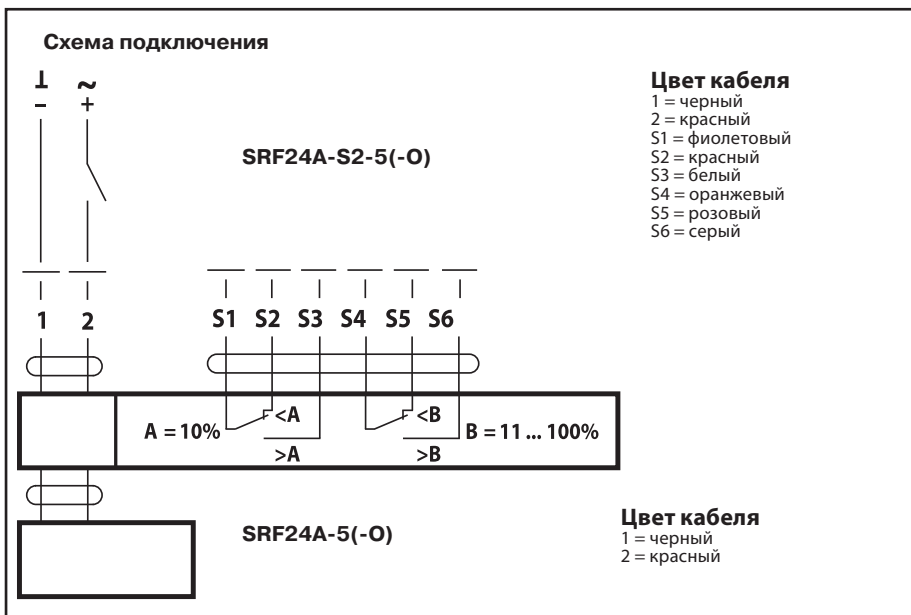 Схема подключения
⊥ ~
– +
SRF24A-S2-5(-O)
Цвет кабеля
1 = черный
2 = красный
S1 = фиолетовый
S2 = красный
S3 = белый
S4 = оранжевый
S5 = розовый
S6 = серый
1 2 S1 S2 S3 S4 S5 S6
A = 10% <A <B B = 11 ... 100%
>A >B
SRF24A-5(-O)
Цвет кабеля
1 = черный
2 = красный